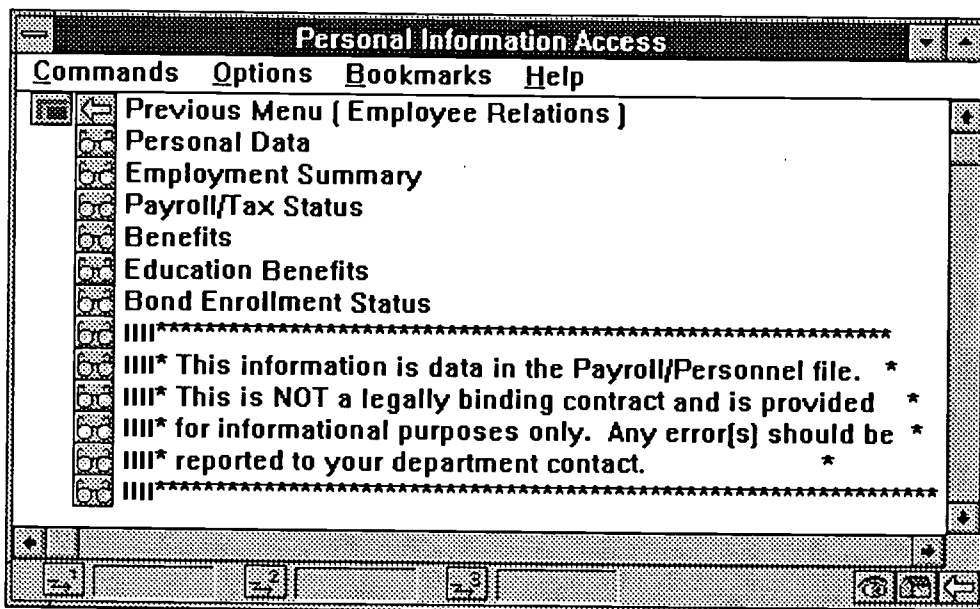 Personal Information Access
Commands Options Bookmarks Help
Previous Menu ( Employee Relations )
Personal Data
Employment Summary
Payroll/Tax Status
Benefits
Education Benefits
Bond Enrollment Status
IIII************************************************************
IIII* This information is data in the Payroll/Personnel file. *
IIII* This is NOT a legally binding contract and is provided *
IIII* for informational purposes only. Any error(s) should be *
IIII* reported to your department contact. *
IIII****************************************************************
1 2 3